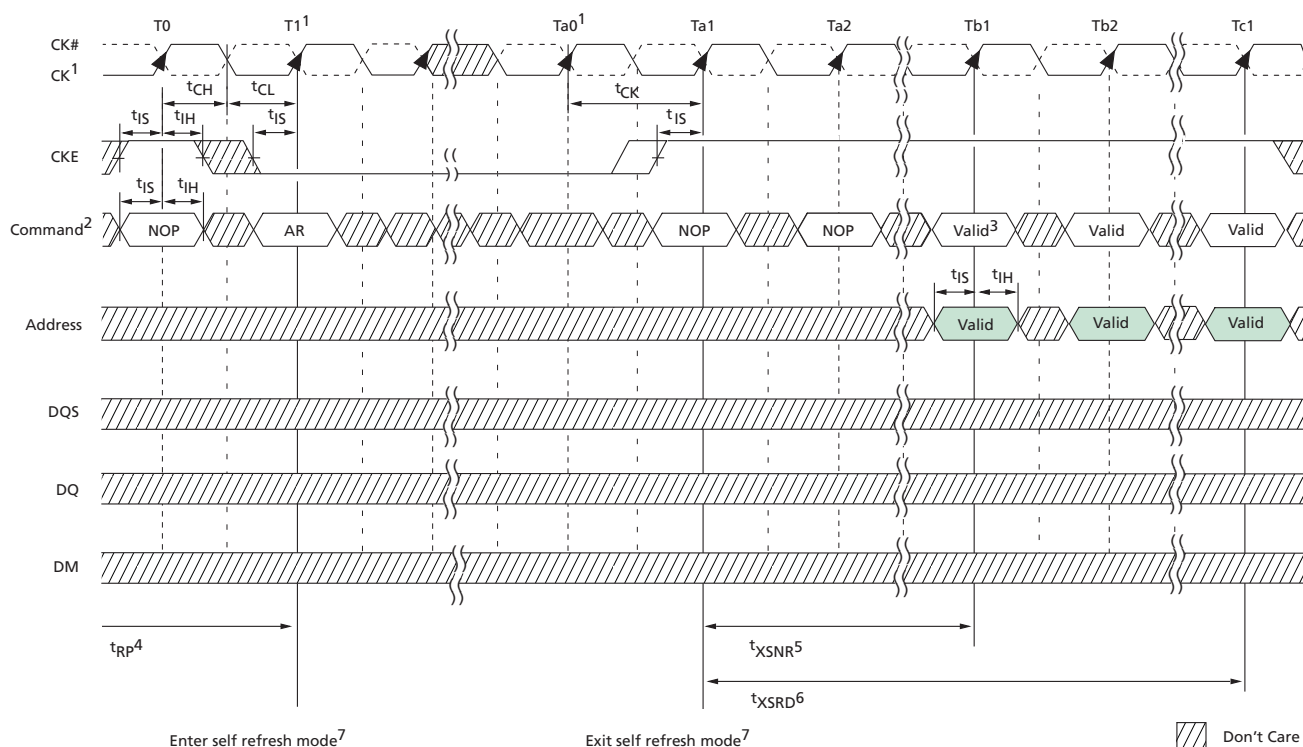 T0 T1¹ Ta0¹ Ta1 Ta2 Tb1 Tb2 Tc1
CK#
CK¹
tCH tCL tCK
tIS tIH tIS tIS
CKE
tIS tIH
Command² NOP AR NOP NOP Valid³ Valid Valid
tIS tIH
Address Valid Valid Valid
DQS
DQ
DM
tRP⁴ tXSNR⁵
tXSRD⁶
Enter self refresh mode⁷ Exit self refresh mode⁷ Don't Care